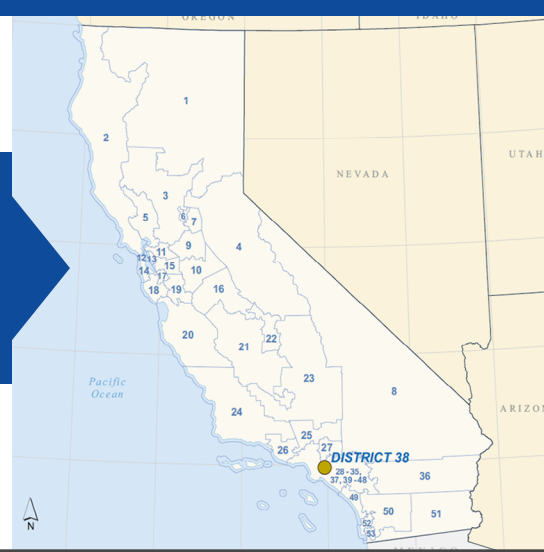 OREGON
IDAHO
1
2
UTAH
NEVADA
3
5
6
7
4
9
11
12
13
15
10
14
17
18
19
16
20
22
21
23
8
Pacific
Ocean
24
ARIZON
25
27
26
DISTRICT 38
28 - 35,
37, 39 - 48
36
49
50
51
52
53
N
MEXICO